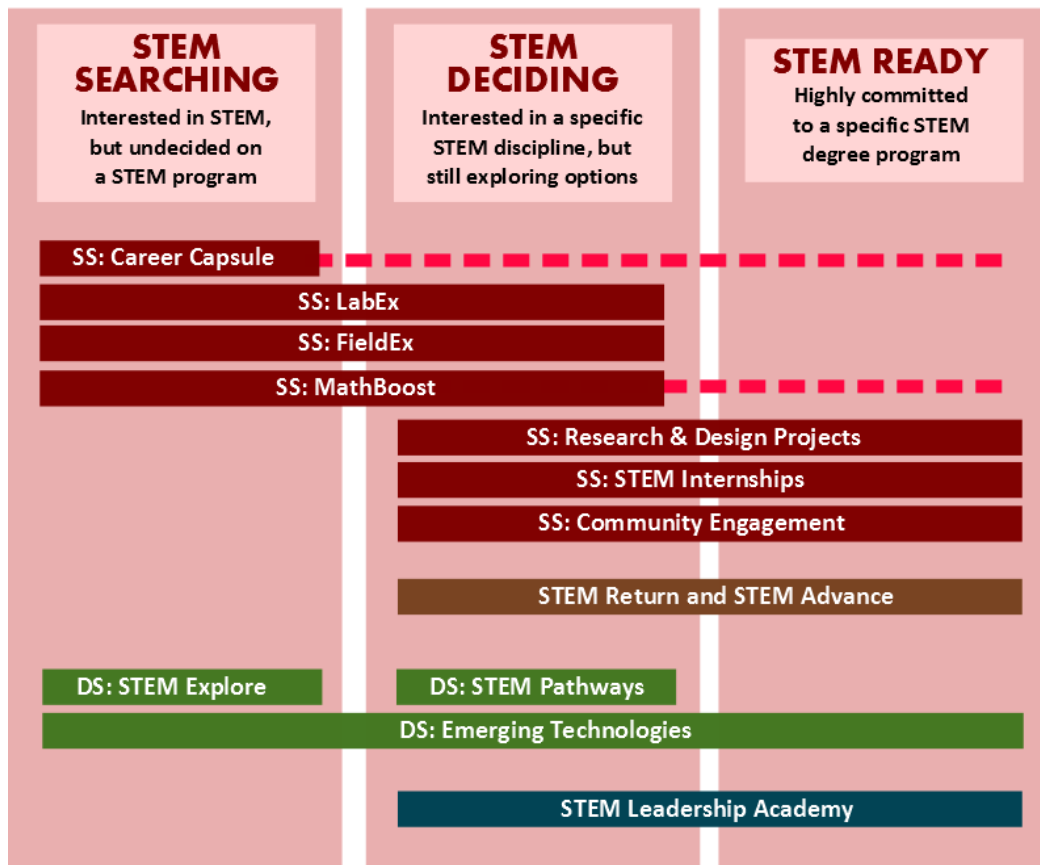 STEM
SEARCHING
Interested in STEM,
but undecided on
a STEM program
STEM
DECIDING
Interested in a specific
STEM discipline, but
still exploring options
STEM READY
Highly committed
to a specific STEM
degree program
SS: Career Capsule
SS: LabEx
SS: FieldEx
SS: MathBoost
SS: Research & Design Projects
SS: STEM Internships
SS: Community Engagement
STEM Return and STEM Advance
DS: STEM Explore
DS: STEM Pathways
DS: Emerging Technologies
STEM Leadership Academy